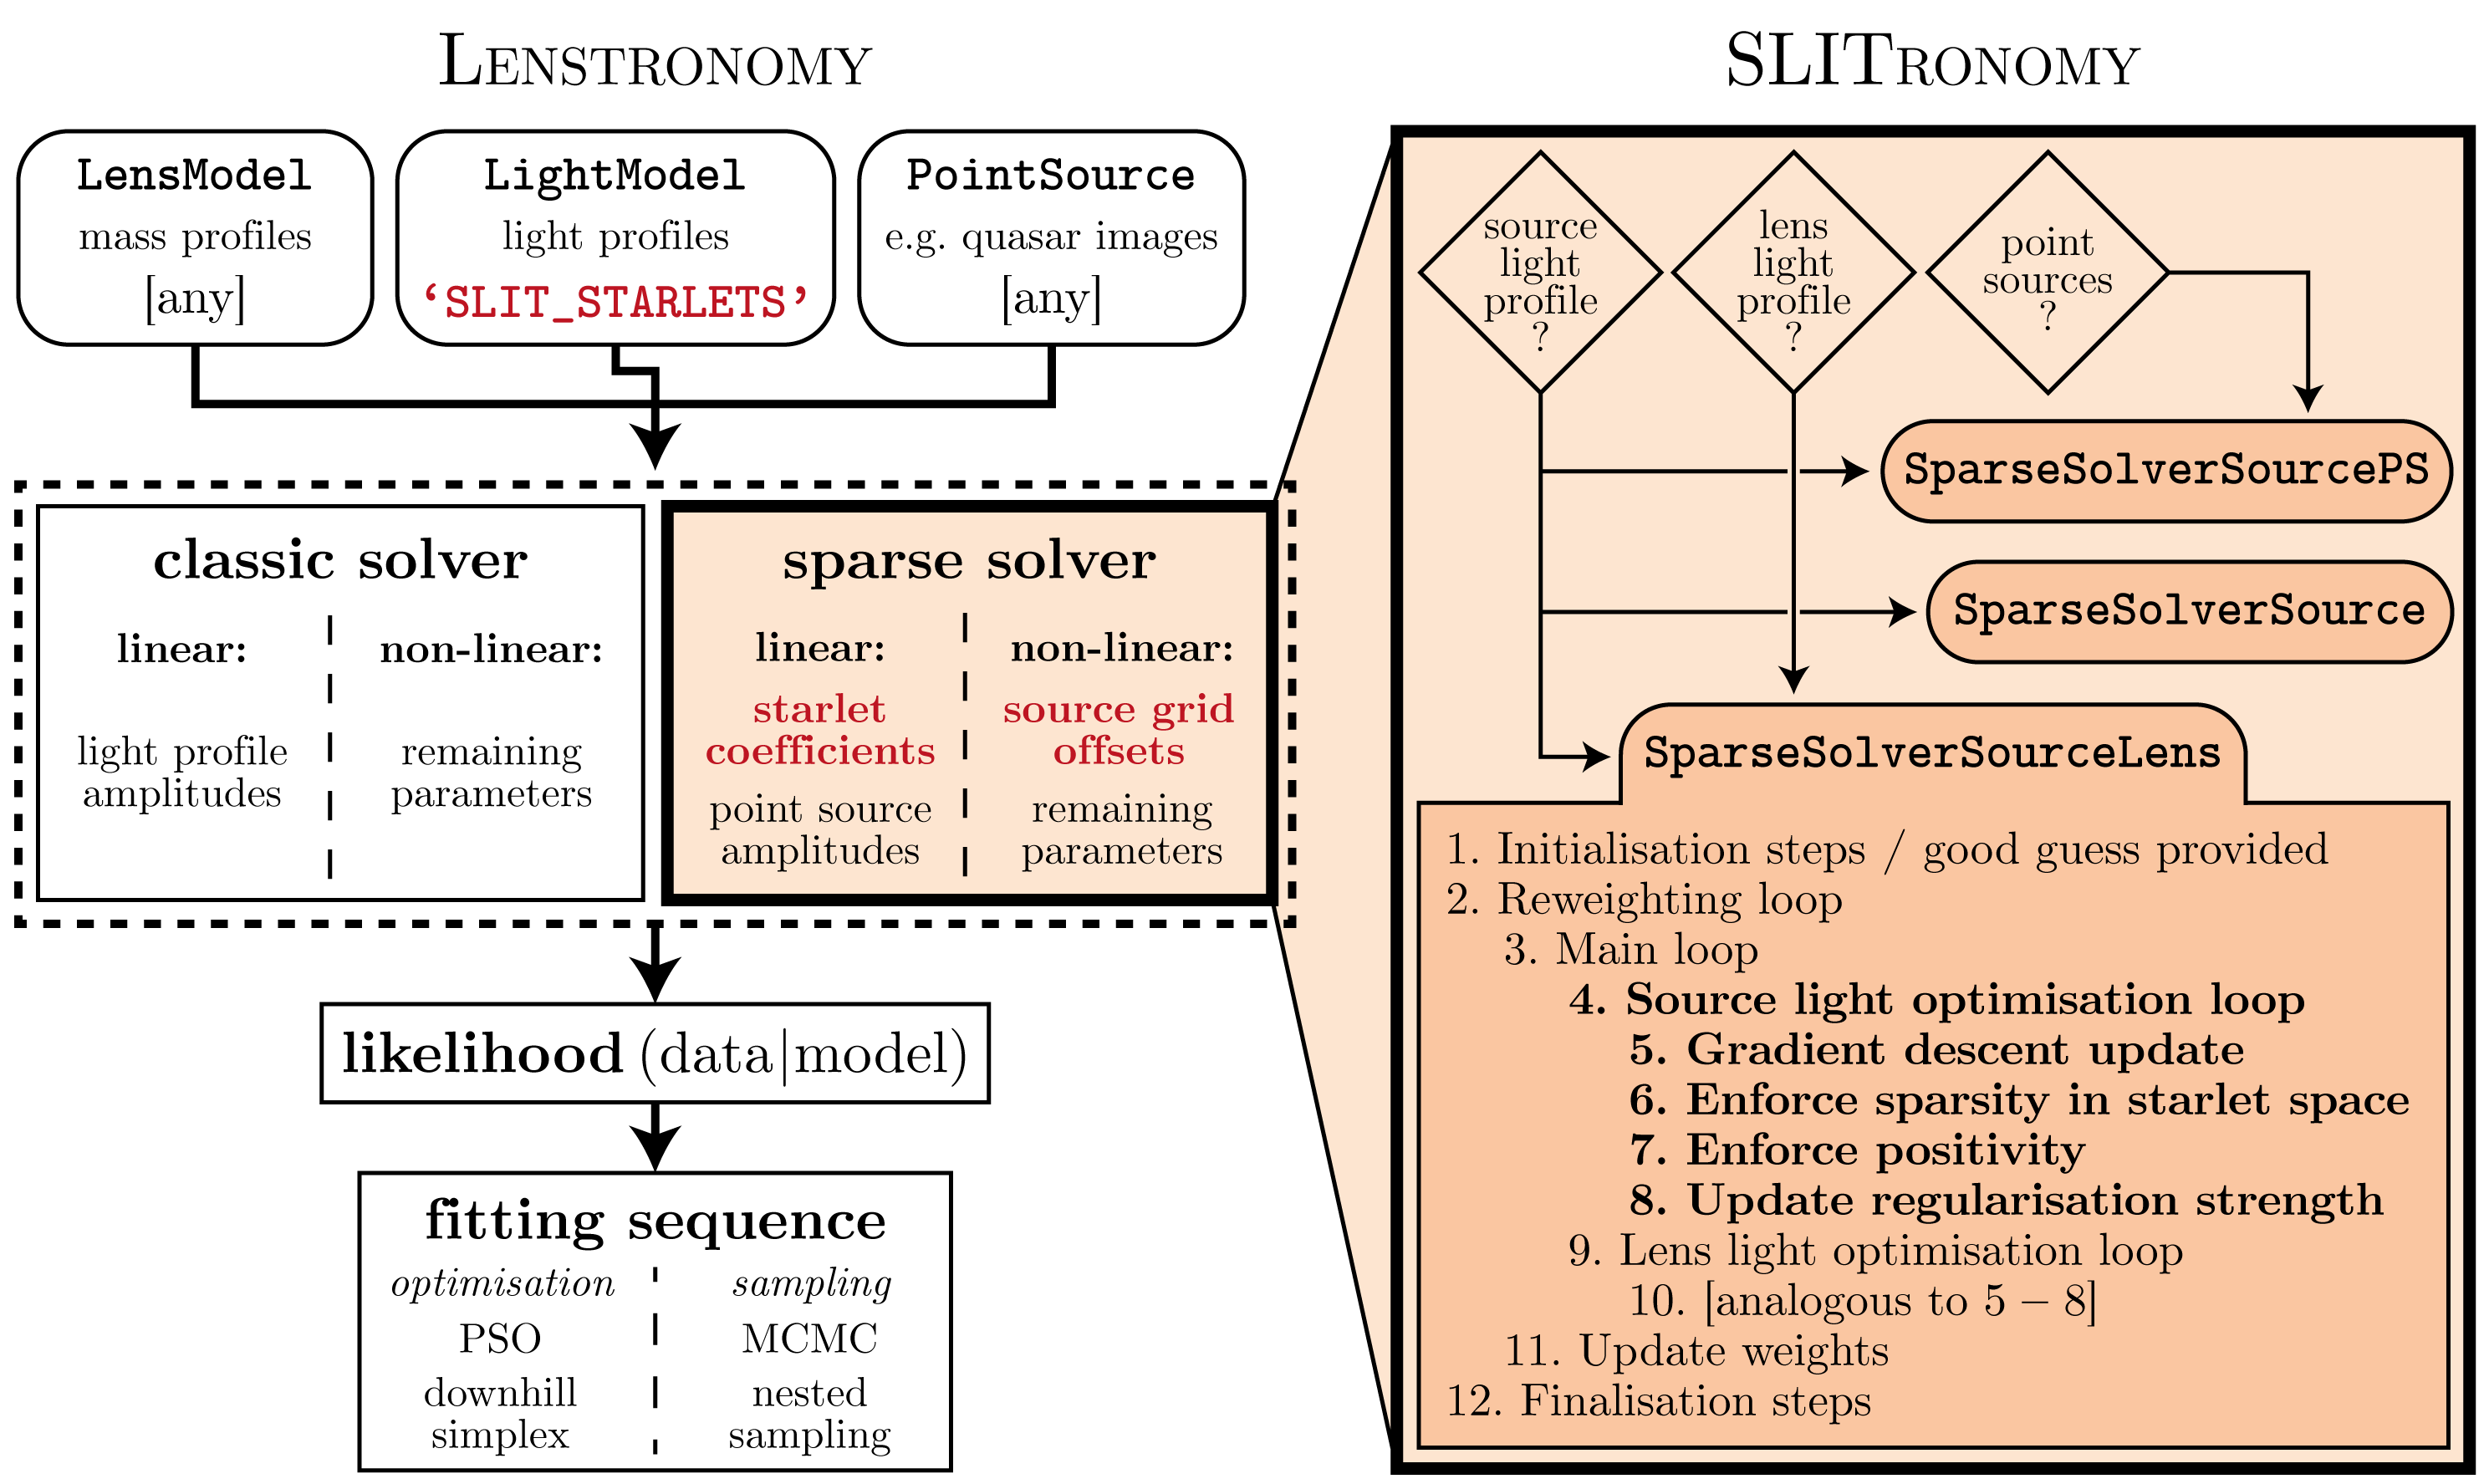 LENSTRONOMY
LensModel
mass profiles
[any]
LightModel
light profiles
‘SLIT_STARLETS’
PointSource
e.g. quasar images
[any]
classic solver
linear:
light profile
amplitudes
non-linear:
remaining
parameters
sparse solver
linear:
starlet
coefficients
point source
amplitudes
non-linear:
source grid
offsets
remaining
parameters
likelihood (data|model)
fitting sequence
optimisation
PSO
downhill
simplex
sampling
MCMC
nested
sampling
SLITRONOMY
source
light
profile
?
lens
light
profile
?
point
sources
?
SparseSolverSourcePS
SparseSolverSource
SparseSolverSourceLens
1. Initialisation steps / good guess provided
2. Reweighting loop
3. Main loop
4. Source light optimisation loop
5. Gradient descent update
6. Enforce sparsity in starlet space
7. Enforce positivity
8. Update regularisation strength
9. Lens light optimisation loop
10. [analogous to 5 – 8]
11. Update weights
12. Finalisation steps